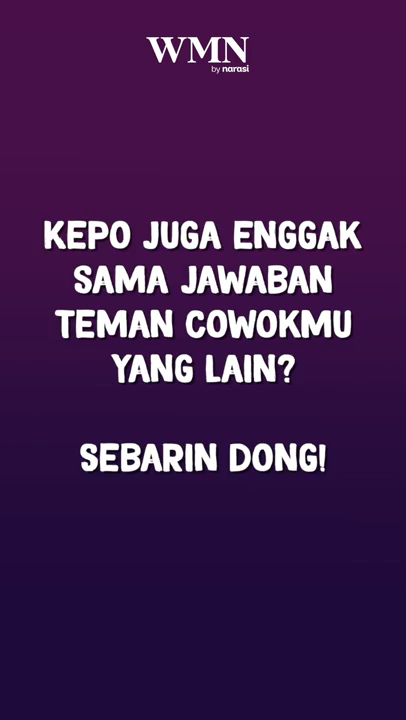 WMN
by narasi
KEPO JUGA ENGGAK
SAMA JAWABAN
TEMAN COWOKMU
YANG LAIN?
SEBARIN DONG!